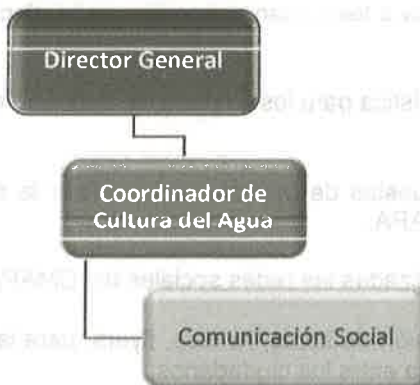 Director General
Coordinador de
Cultura del Agua
Comunicación Social